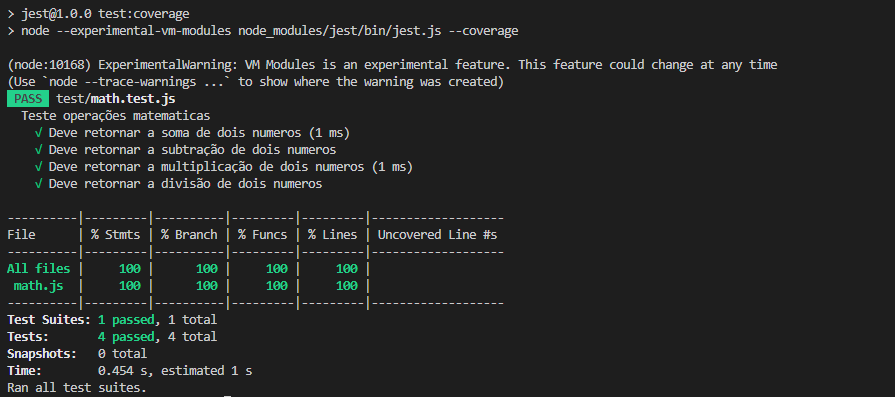 > jest@1.0.0 test:coverage
> node --experimental-vm-modules node_modules/jest/bin/jest.js --coverage
(node:10168) ExperimentalWarning: VM Modules is an experimental feature. This feature could change at any time
(Use `node --trace-warnings ...` to show where the warning was created)
 PASS  test/math.test.js
  Teste operações matematicas
    √ Deve retornar a soma de dois numeros (1 ms)
    √ Deve retornar a subtração de dois numeros
    √ Deve retornar a multiplicação de dois numeros (1 ms)
    √ Deve retornar a divisão de dois numeros
----------|---------|----------|---------|---------|-------------------
File      | % Stmts | % Branch | % Funcs | % Lines | Uncovered Line #s
----------|---------|----------|---------|---------|-------------------
All files |     100 |      100 |     100 |     100 |
 math.js  |     100 |      100 |     100 |     100 |
----------|---------|----------|---------|---------|-------------------
Test Suites: 1 passed, 1 total
Tests:       4 passed, 4 total
Snapshots:   0 total
Time:        0.454 s, estimated 1 s
Ran all test suites.